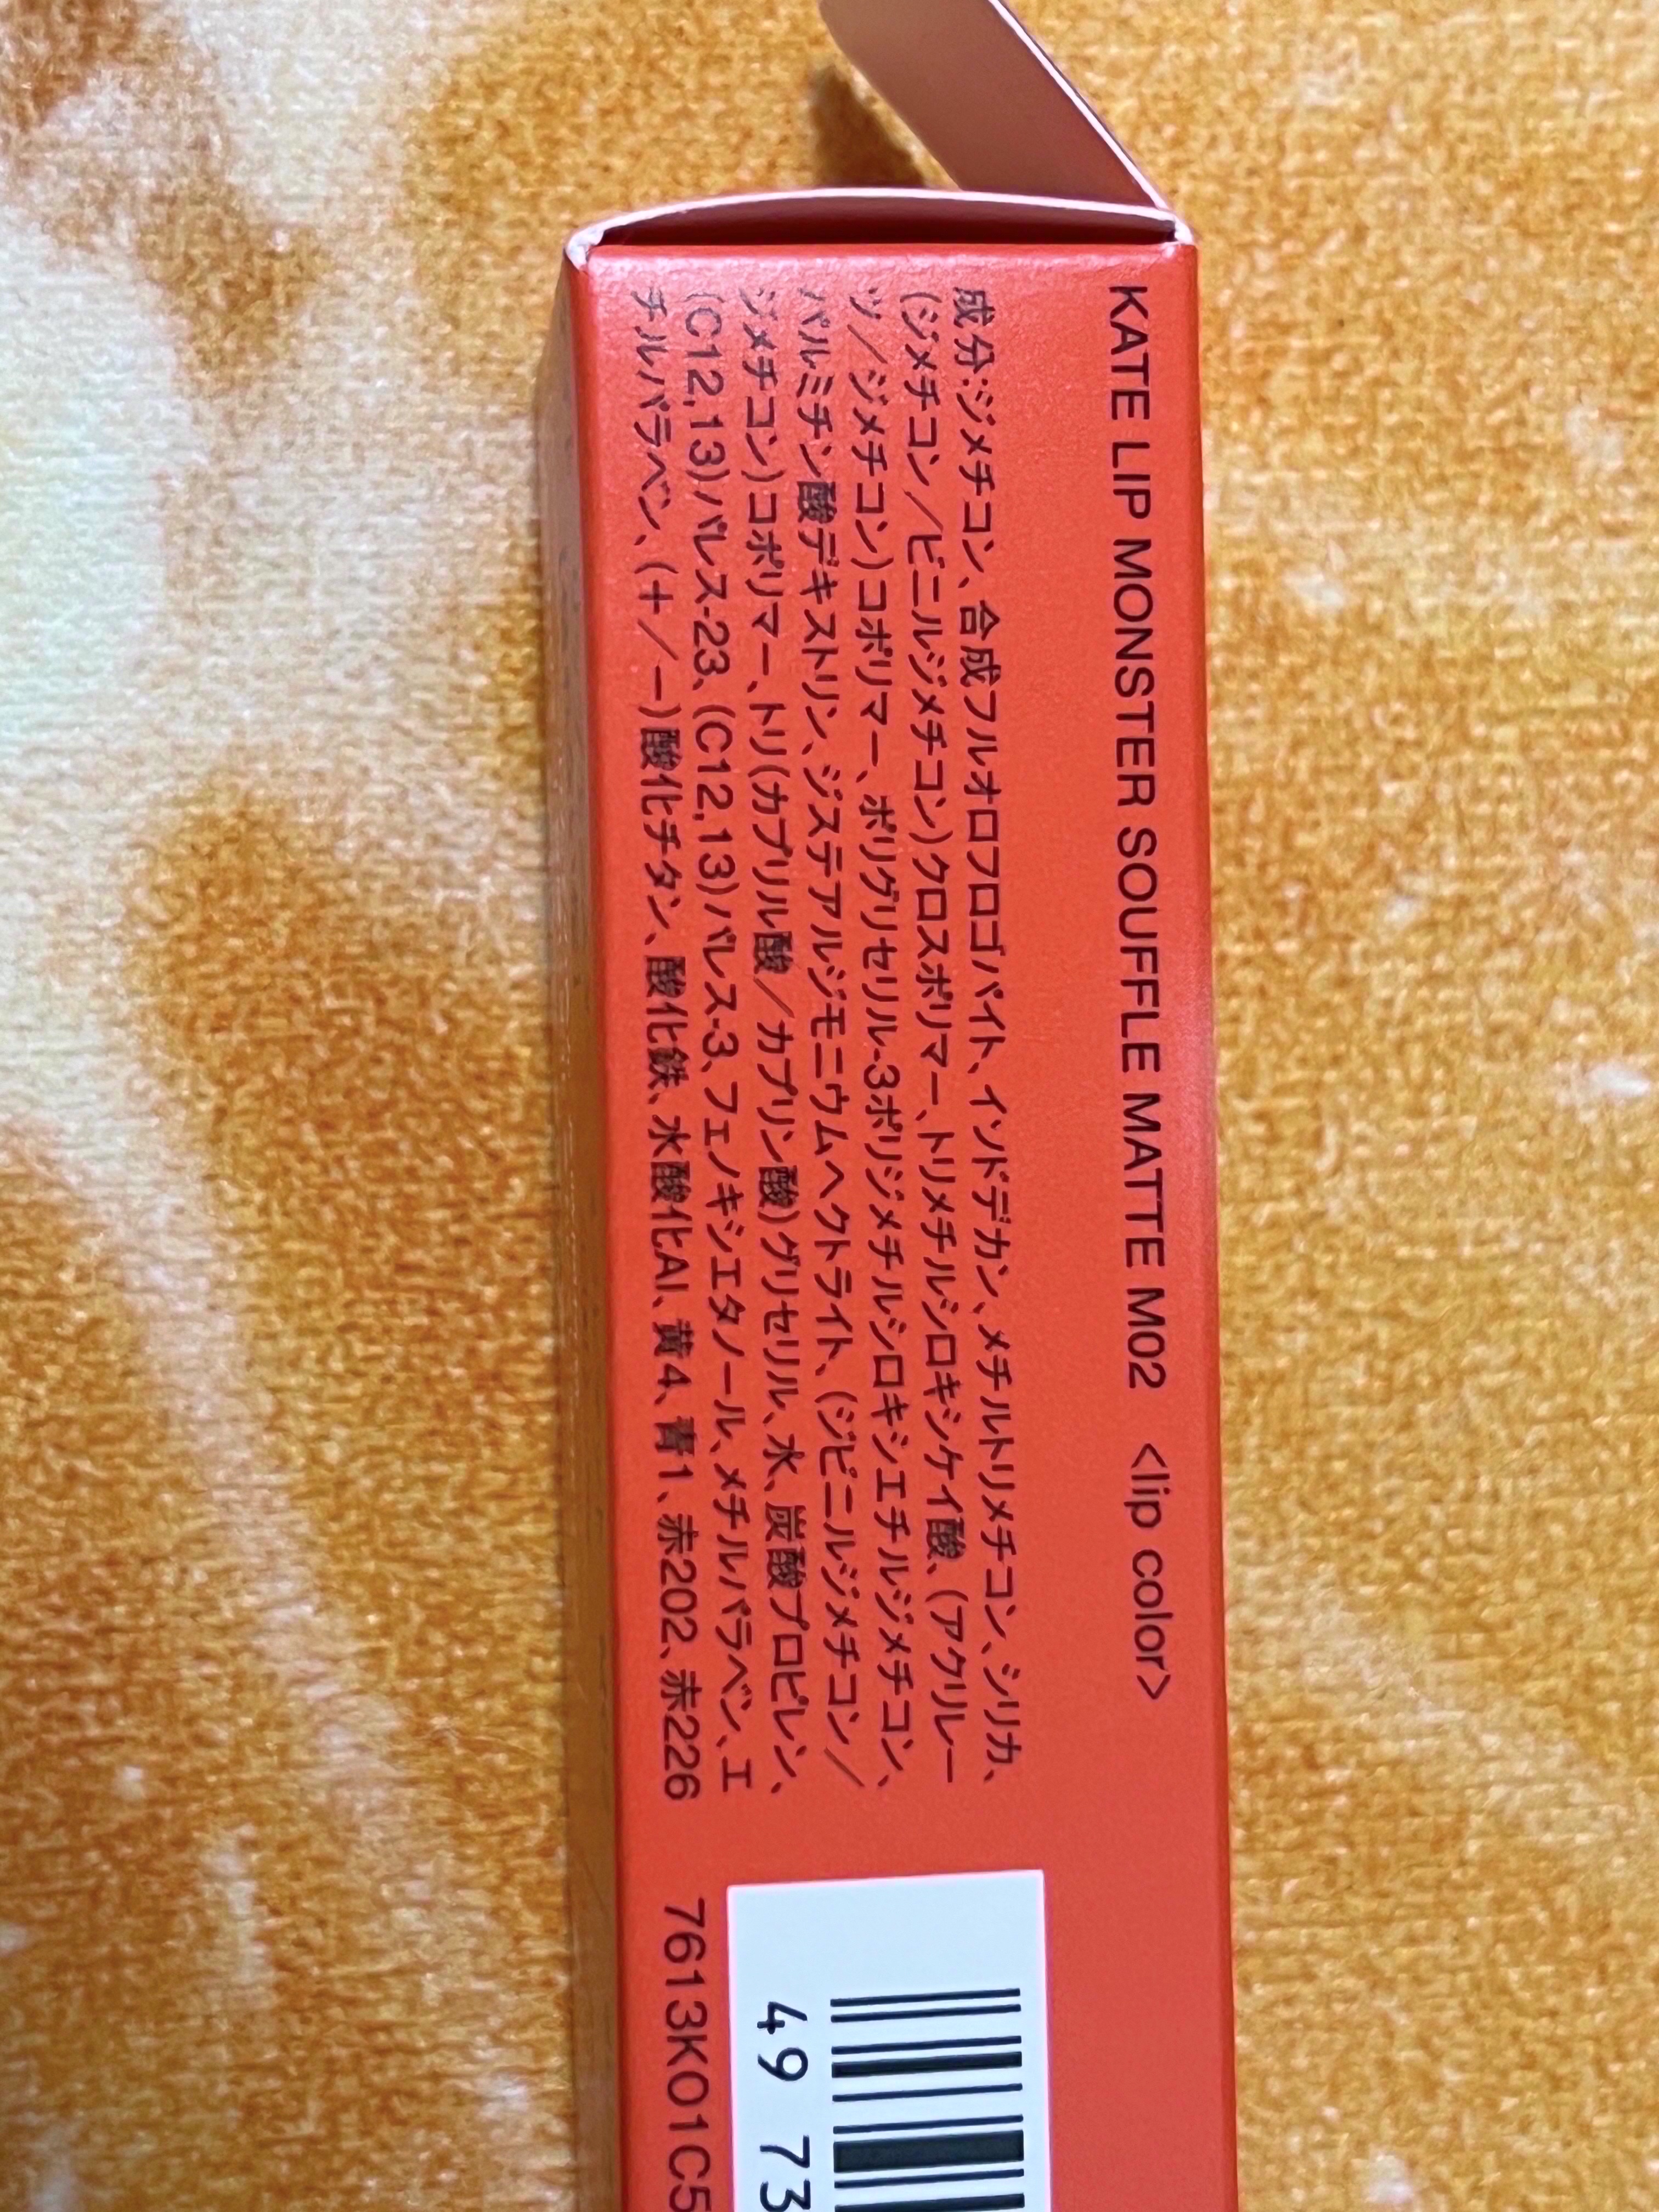 KATE LIP MONSTER SOUFFLE MATTE M02 <lip color>
成分:ジメチコン、合成フルオロフロゴパイト、イソドデカン、メチルトリメチコン、シリカ、
(ジメチコン／ビニルジメチコン)クロスポリマー、トリメチルシロキシケイ酸、(アクリレー
ツ／ジメチコン)コポリマー、ポリグリセリル-3ポリジメチルシロキシエチルジメチコン、
パルミチン酸デキストリン、ジステアルジモニウムヘクトライト、(ジビニルジメチコン／
ジメチコン)コポリマー、トリ(カプリル酸／カプリン酸)グリセリル、水、炭酸プロピレン、
(C12,13)パレス-23、(C12,13)パレス-3、フェノキシエタノール、メチルパラベン、エ
チルパラベン、(＋／－)酸化チタン、酸化鉄、水酸化Al、黄4、青1、赤202、赤226
7613K01C5
49 73